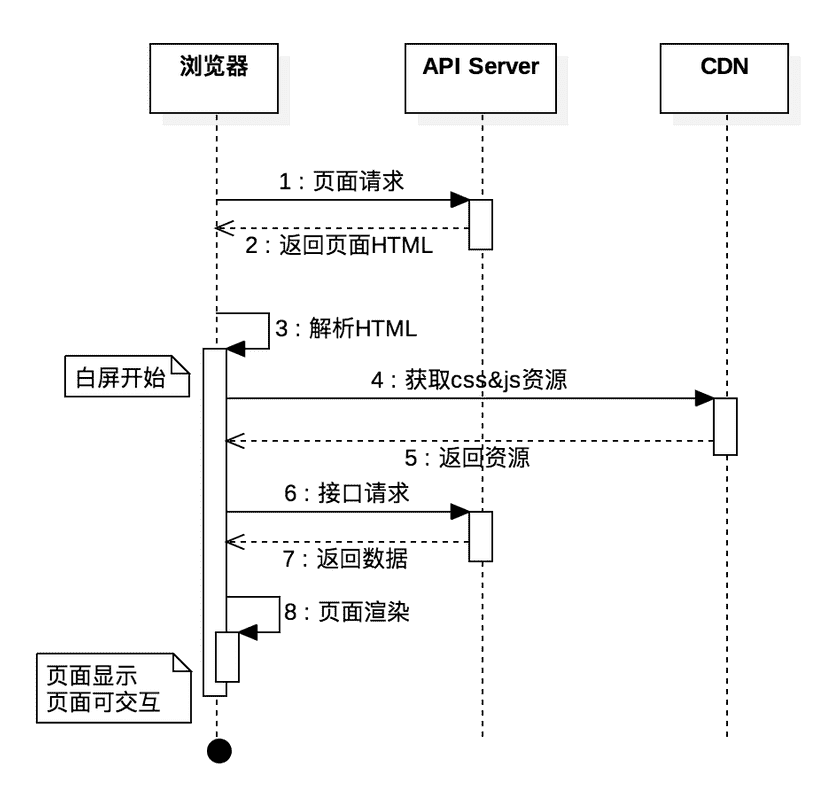 浏览器
API Server
CDN
1 : 页面请求
2 : 返回页面HTML
3 : 解析HTML
白屏开始
4 : 获取css&js资源
5 : 返回资源
6 : 接口请求
7 : 返回数据
8 : 页面渲染
页面显示
页面可交互